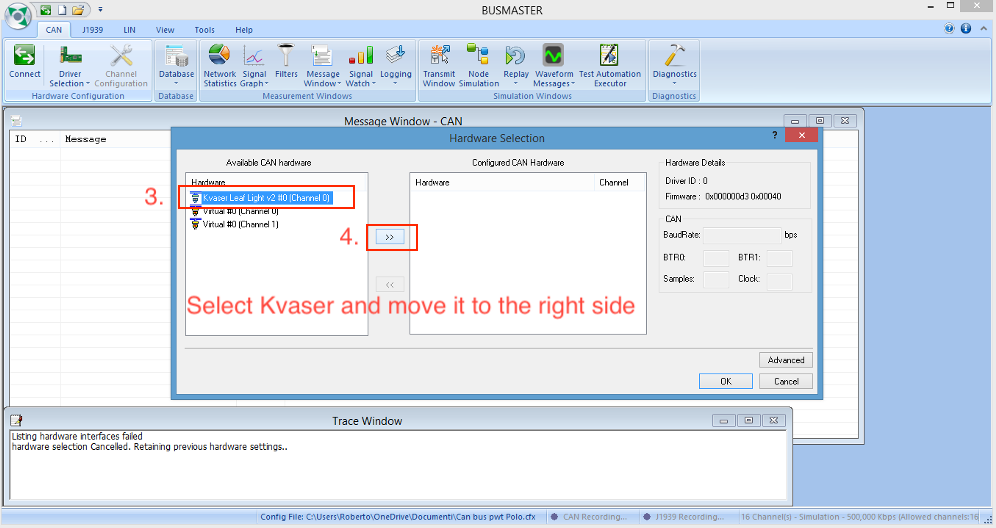 BUSMASTER
CAN J1939 LIN View Tools Help
Connect Driver Selection Channel Configuration Database Network Statistics Signal Graph Filters Message Window Signal Watch Logging Transmit Window Node Simulation Replay Waveform Messages Test Automation Executor Diagnostics
Hardware Configuration Database Measurement Windows Simulation Windows Diagnostics
Message Window - CAN
ID ... Message
Hardware Selection ?
Available CAN hardware Configured CAN Hardware Hardware Details
Hardware Hardware Channel Driver ID : 0
3. Kvaser Leaf Light v2 #0 (Channel 0) Firmware : 0x000000d3 0x00040
Virtual #0 (Channel 0) CAN
Virtual #0 (Channel 1)
4. >> BaudRate: bps
BTR0: BTR1:
<< Samples: Clock:
Select Kvaser and move it to the right side
Advanced
OK Cancel
Trace Window
Listing hardware interfaces failed
hardware selection Cancelled. Retaining previous hardware settings..
Config File: C:\Users\Roberto\OneDrive\Documenti\Can bus pwt Polo.cfx CAN Recording... J1939 Recording... 16 Channel(s) - Simulation - 500,000 Kbps (Allowed channels:16